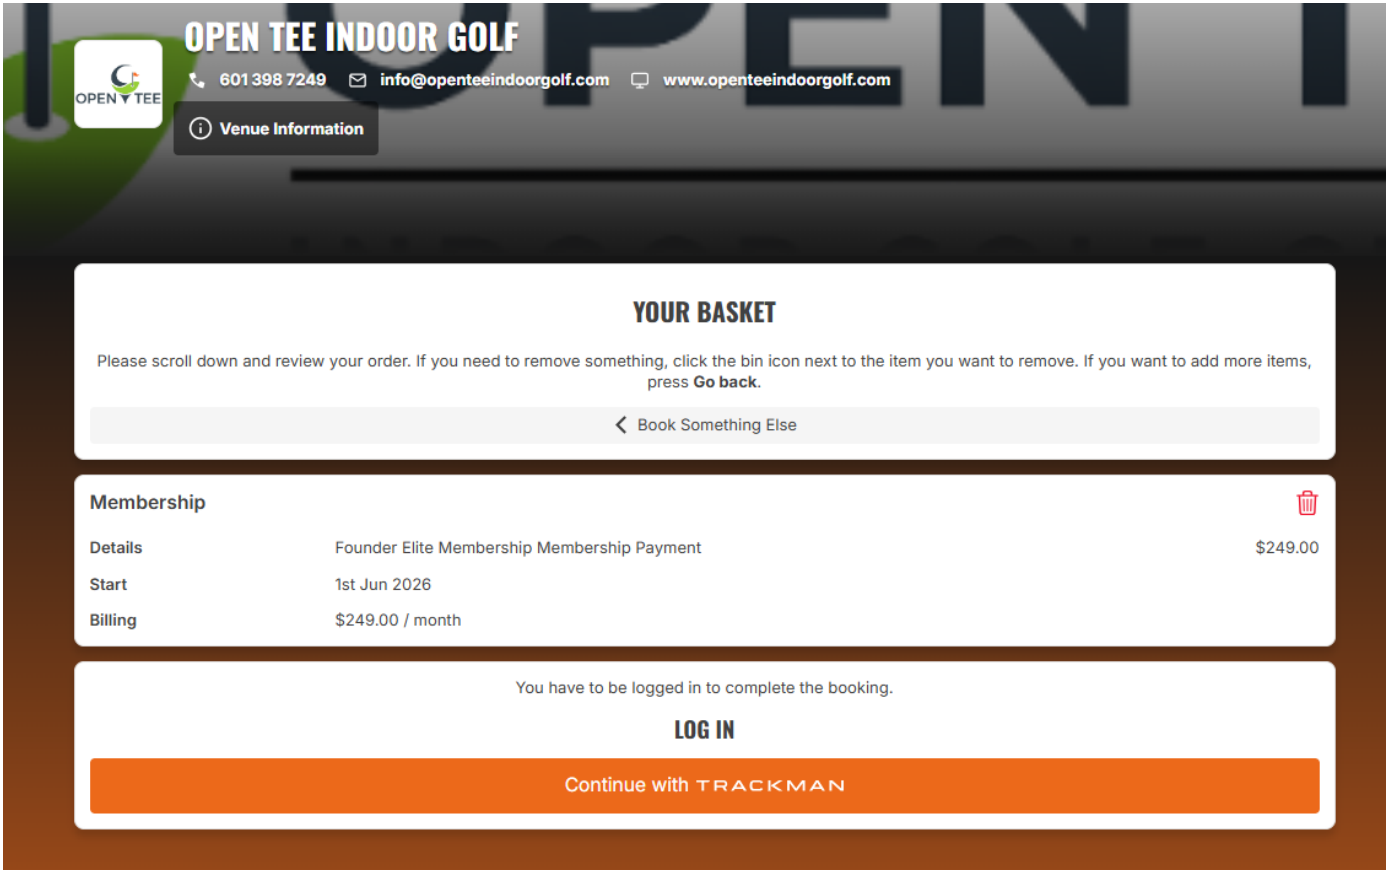 OPEN TEE INDOOR GOLF
OPEN TEE
601 398 7249 info@openteeindoorgolf.com www.openteeindoorgolf.com
Venue Information
YOUR BASKET
Please scroll down and review your order. If you need to remove something, click the bin icon next to the item you want to remove. If you want to add more items,
press Go back.
Book Something Else
Membership
Details Founder Elite Membership Membership Payment $249.00
Start 1st Jun 2026
Billing $249.00 / month
You have to be logged in to complete the booking.
LOG IN
Continue with TRACKMAN